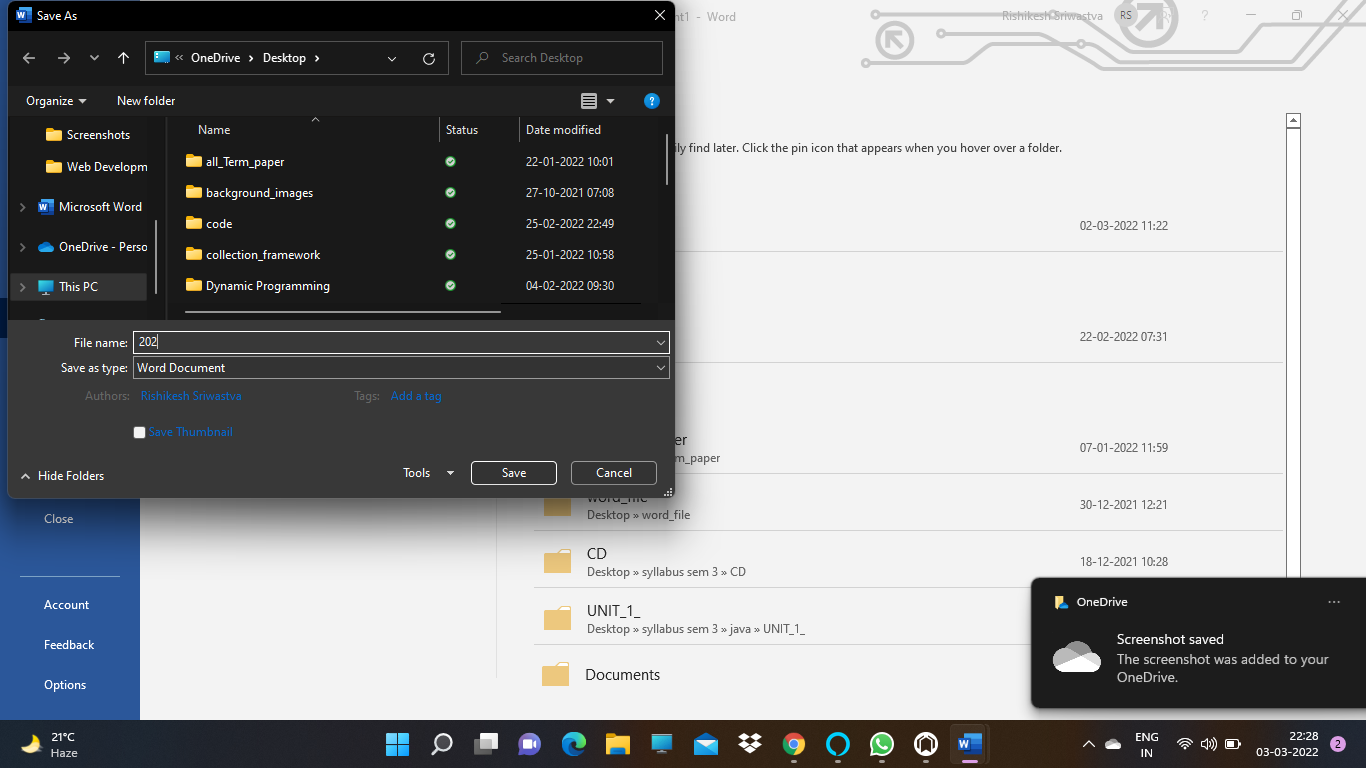 Save As
nt1 - Word
Rishikesh Sriwastva
RS
?
« OneDrive › Desktop ›
Search Desktop
Organize
New folder
?
Screenshots
Web Developm
Microsoft Word
OneDrive - Perso
This PC
Name Status Date modified
all_Term_paper 22-01-2022 10:01
background_images 27-10-2021 07:08
code 25-02-2022 22:49
collection_framework 25-01-2022 10:58
Dynamic Programming 04-02-2022 09:30
File name: 202
Save as type: Word Document
Authors: Rishikesh Sriwastva Tags: Add a tag
Save Thumbnail
Hide Folders
Tools Save Cancel
ily find later. Click the pin icon that appears when you hover over a folder.
02-03-2022 11:22
22-02-2022 07:31
er
m_paper
07-01-2022 11:59
word_file
Desktop » word_file
30-12-2021 12:21
CD
Desktop » syllabus sem 3 » CD
18-12-2021 10:28
UNIT_1_
Desktop » syllabus sem 3 » java » UNIT_1_
Documents
Close
Account
Feedback
Options
OneDrive
...
Screenshot saved
The screenshot was added to your
OneDrive.
21°C
Haze
ENG
IN
22:28
03-03-2022
2